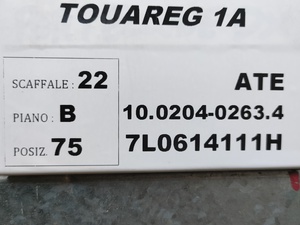 TOUAREG 1A
SCAFFALE: 22 ATE
PIANO: B 10.0204-0263.4
POSIZ. 75 7L0614111H